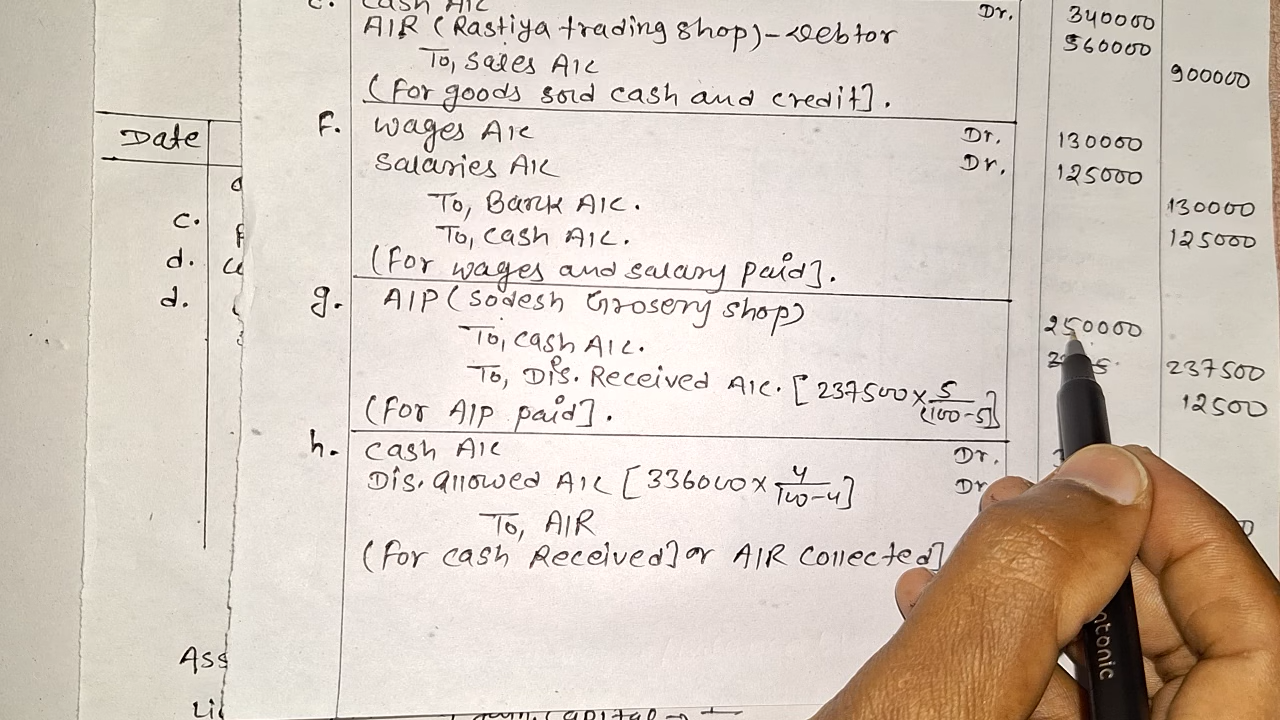 Cash A/C Dr. 340000
A/R (Rastiya trading shop) - Debtor 560000
To, Sales A/C 900000
(For goods sold cash and credit].
Date
F. Wages A/C Dr. 130000
Salaries A/C Dr. 125000
To, Bank A/C. 130000
To, Cash A/C. 125000
(For wages and salary paid].
c.
d.
d.
g. A/P (Sodesh Grosery shop) 250000
To, Cash A/C. 237500
To, Dis. Received A/C. [237500 × 5/(100-5)] 12500
(For A/P paid].
h. Cash A/C Dr.
Dis. allowed A/C [336000 × 4/100-4] Dr
To, A/R
(For cash Received] or A/R Collected]
Ass
Li
ntonic